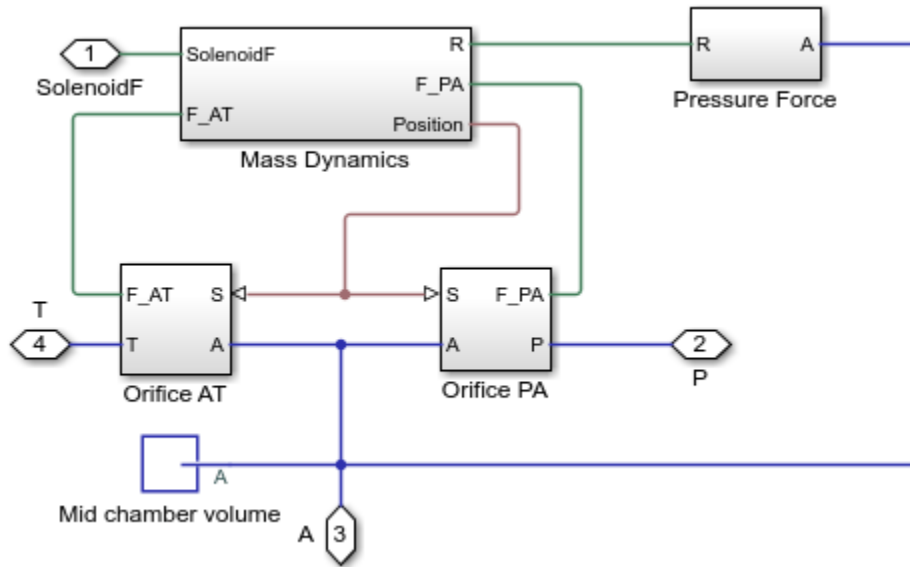 1
SolenoidF
SolenoidF
F_AT
R
F_PA
Position
Mass Dynamics
R
A
Pressure Force
T
4
F_AT
S
T
A
Orifice AT
S
F_PA
A
P
Orifice PA
2
P
A
Mid chamber volume
A
3